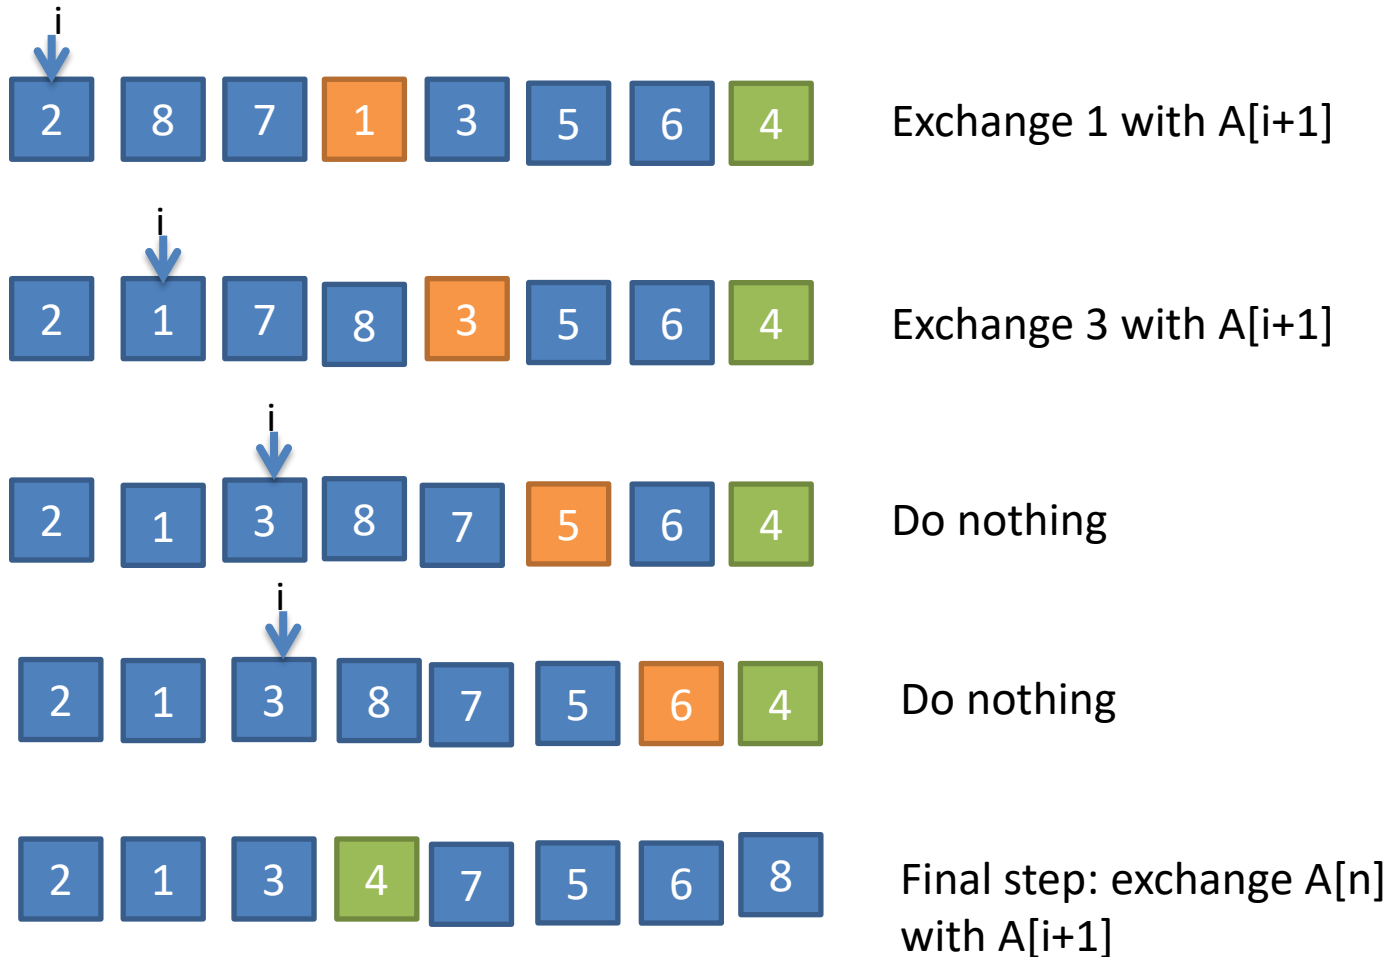 i
2 8 7 1 3 5 6 4 Exchange 1 with A[i+1]
i
2 1 7 8 3 5 6 4 Exchange 3 with A[i+1]
i
2 1 3 8 7 5 6 4 Do nothing
i
2 1 3 8 7 5 6 4 Do nothing
2 1 3 4 7 5 6 8 Final step: exchange A[n]
with A[i+1]